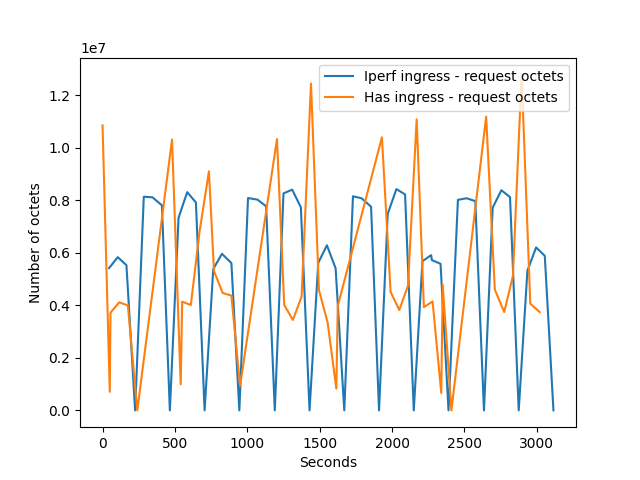 1e7
Iperf ingress - request octets
Has ingress - request octets
Number of octets
1.2
1.0
0.8
0.6
0.4
0.2
0.0
0 500 1000 1500 2000 2500 3000
Seconds